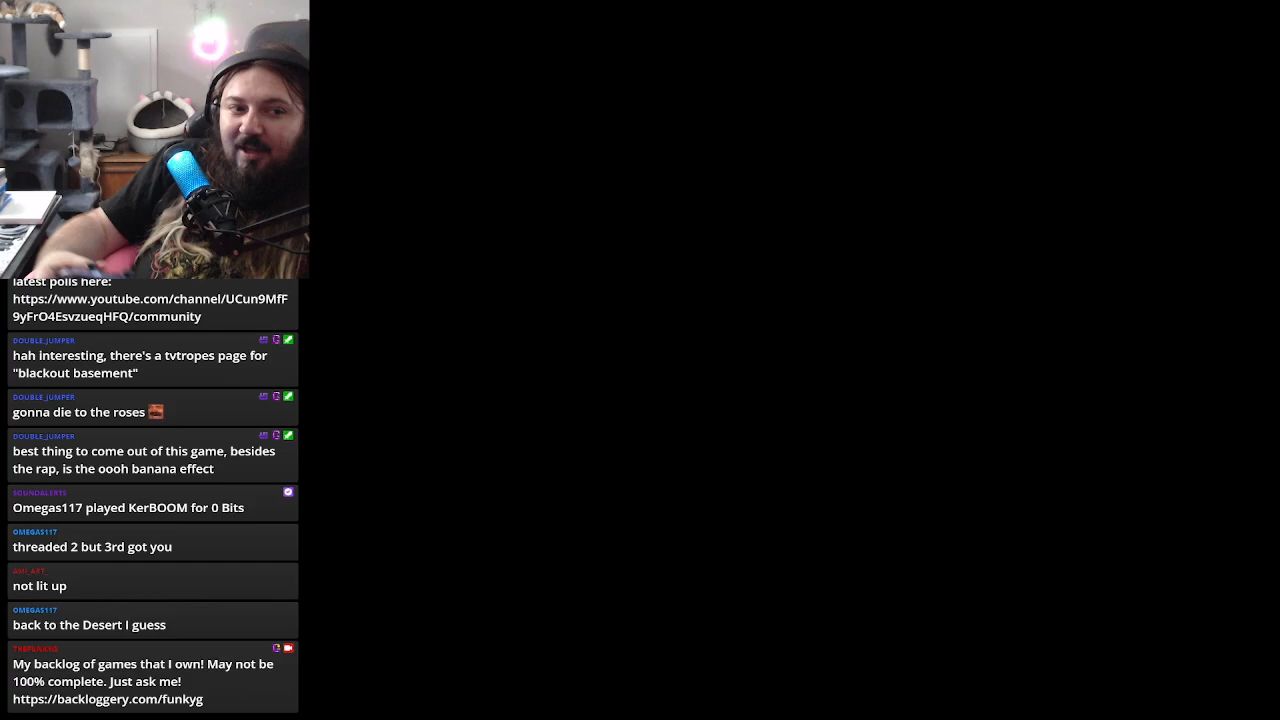 latest polls here:
https://www.youtube.com/channel/UCun9MfF
9yFrO4EsvzueqHFQ/community
DOUBLE_JUMPER
hah interesting, there's a tvtropes page for
"blackout basement"
DOUBLE_JUMPER
gonna die to the roses
DOUBLE_JUMPER
best thing to come out of this game, besides
the rap, is the oooh banana effect
SOUNDALERTS
Omegas117 played KerBOOM for 0 Bits
OMEGAS117
threaded 2 but 3rd got you
not lit up
OMEGAS117
back to the Desert I guess
THEFUNKYG
My backlog of games that I own! May not be
100% complete. Just ask me!
https://backloggery.com/funkyg